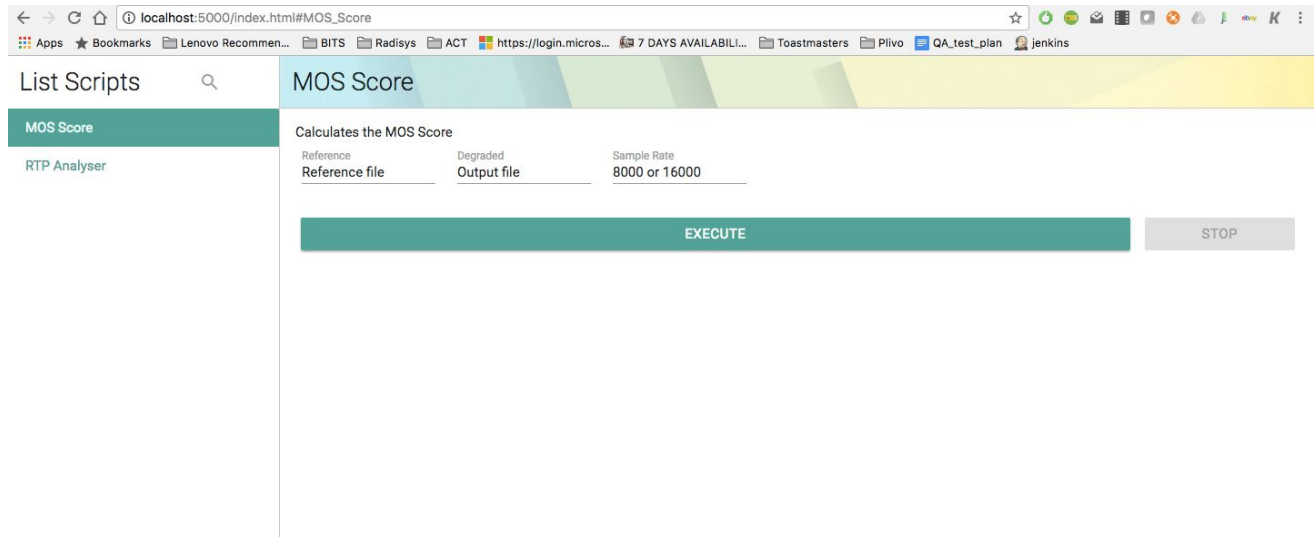 localhost:5000/index.html#MOS_Score
Apps Bookmarks Lenovo Recommen... BITS Radisys ACT https://login.micros... 7 DAYS AVAILABILI... Toastmasters Plivo QA_test_plan jenkins
List Scripts
MOS Score
MOS Score
RTP Analyser
Calculates the MOS Score
Reference Degraded Sample Rate
Reference file Output file 8000 or 16000
EXECUTE STOP